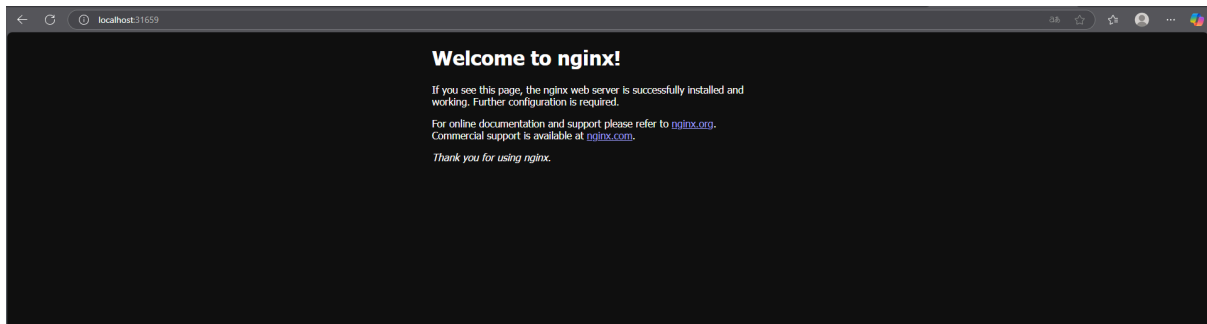 localhost:31659
Welcome to nginx!
If you see this page, the nginx web server is successfully installed and
working. Further configuration is required.
For online documentation and support please refer to nginx.org.
Commercial support is available at nginx.com.
Thank you for using nginx.